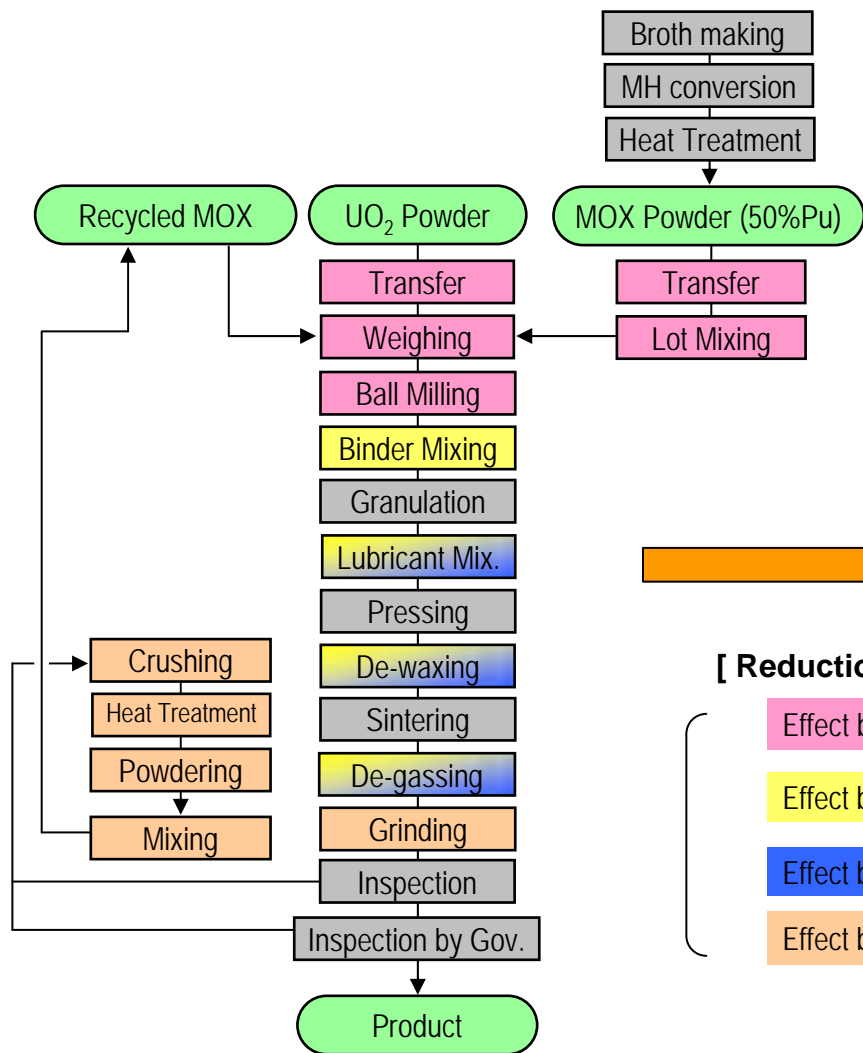 Broth making
MH conversion
Heat Treatment
Recycled MOX
UO₂ Powder
MOX Powder (50%Pu)
Transfer
Transfer
Weighing
Lot Mixing
Ball Milling
Binder Mixing
Granulation
Lubricant Mix.
Pressing
Crushing
De-waxing
[ Reductio
Heat Treatment
Sintering
Effect b
Powdering
De-gassing
Effect b
Mixing
Grinding
Inspection
Effect b
Inspection by Gov.
Effect b
Product